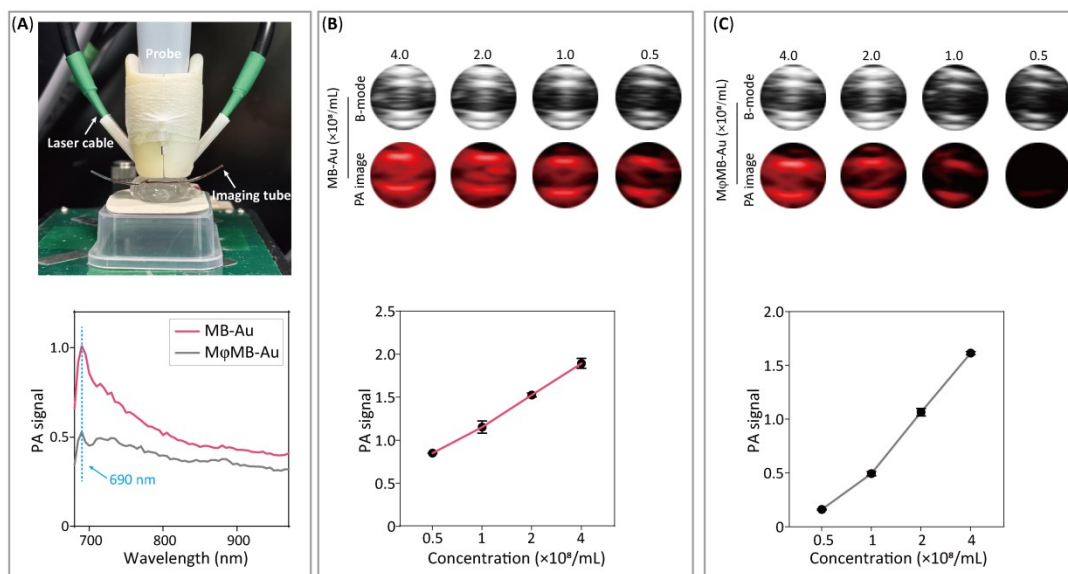 (A)
Probe
Laser cable
Imaging tube
PA signal
1.0
0.5
0
MB-Au
MφMB-Au
690 nm
700 800 900
Wavelength (nm)
(B)
4.0 2.0 1.0 0.5
MB-Au (×10⁸/mL)
B-mode
PA image
PA signal
2.5
2.0
1.5
1.0
0.5
0
0.5 1 2 4
Concentration (×10⁸/mL)
(C)
4.0 2.0 1.0 0.5
MφMB-Au (×10⁸/mL)
B-mode
PA image
PA signal
2.0
1.5
1.0
0.5
0
0.5 1 2 4
Concentration (×10⁸/mL)